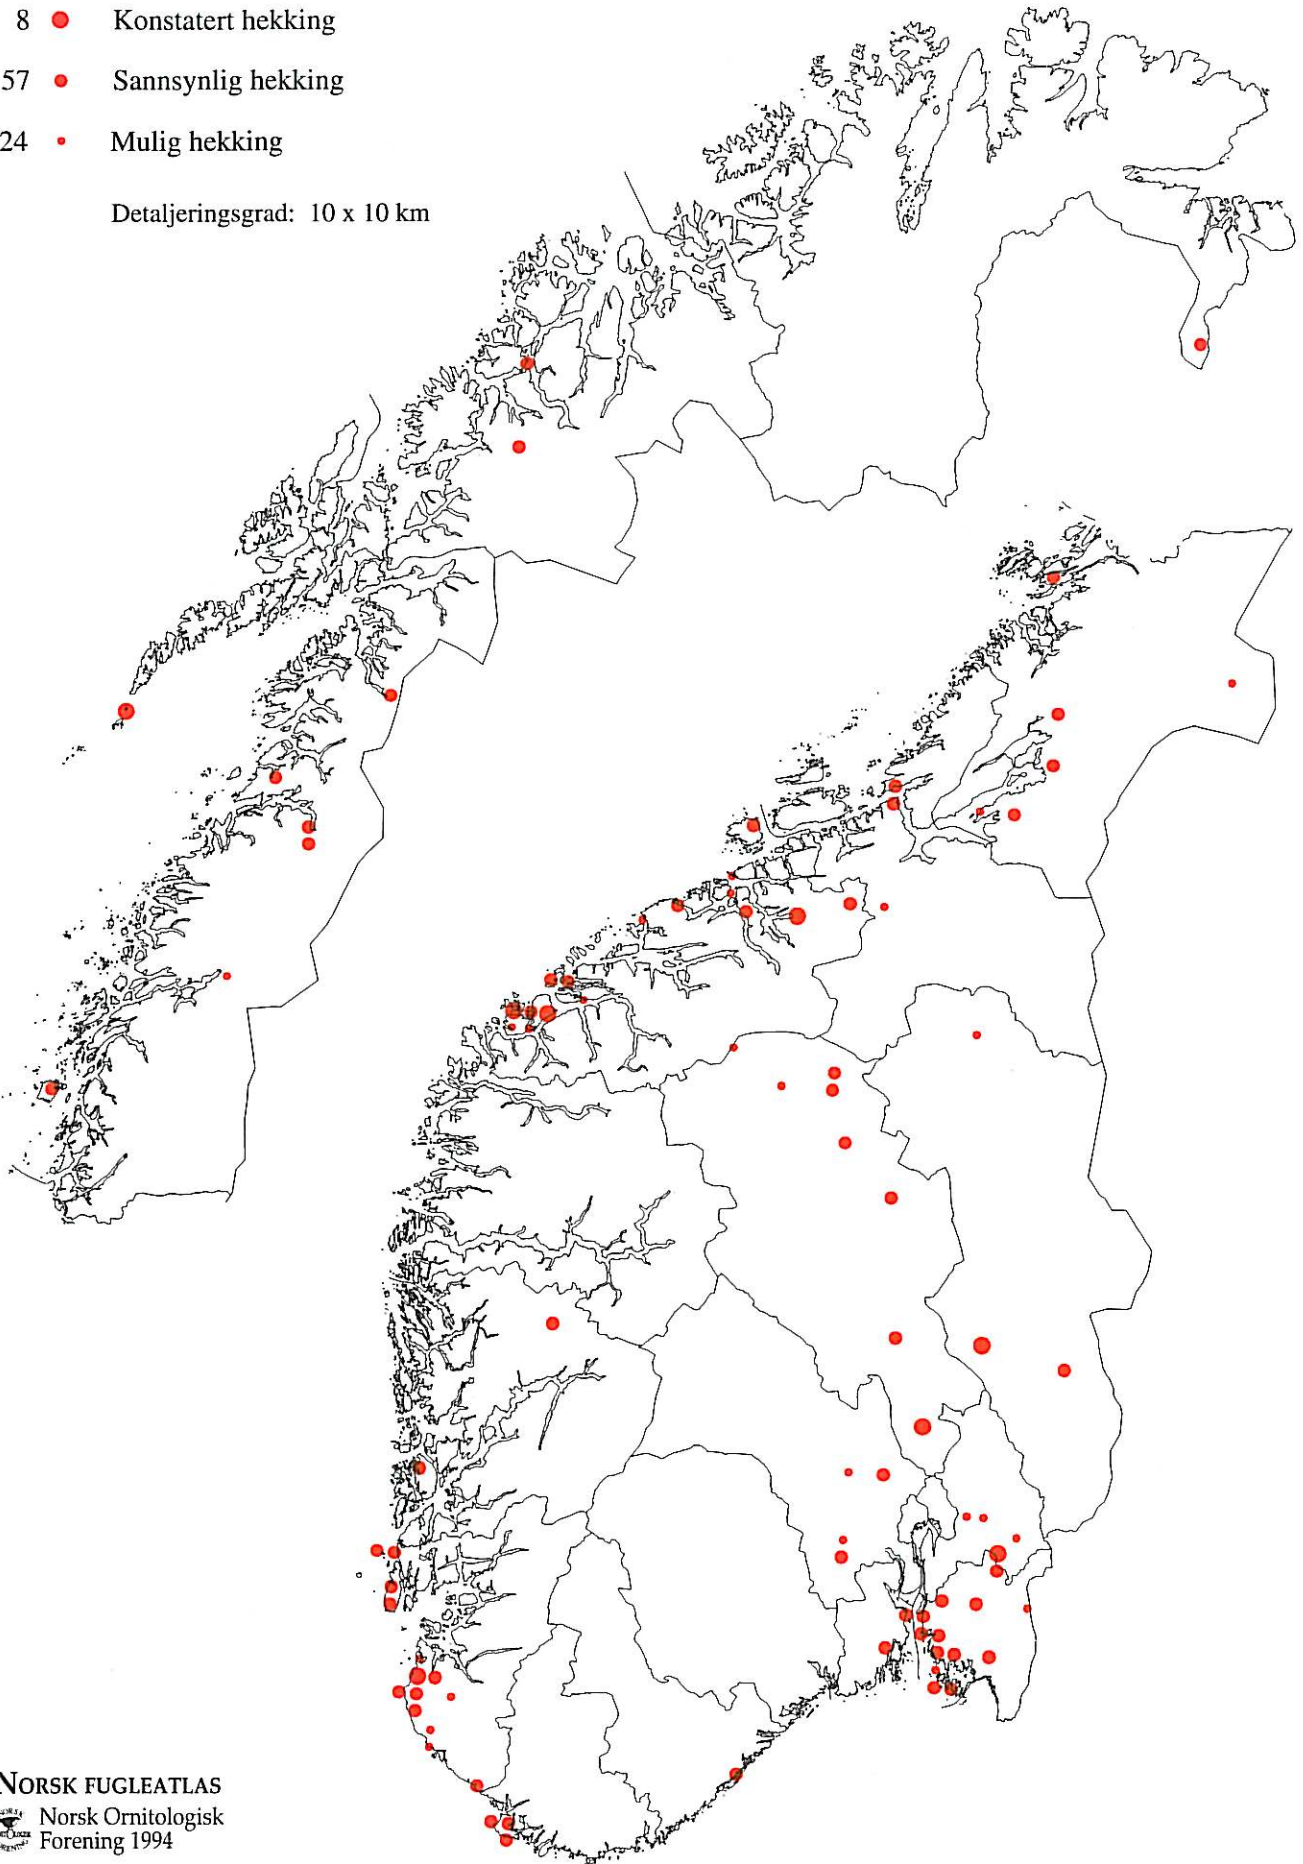 8 Konstatert hekking
57 Sannsynlig hekking
24 Mulig hekking
Detaljeringsgrad: 10 x 10 km
NORSK FUGLEATLAS
Norsk Ornitologisk
Forening 1994